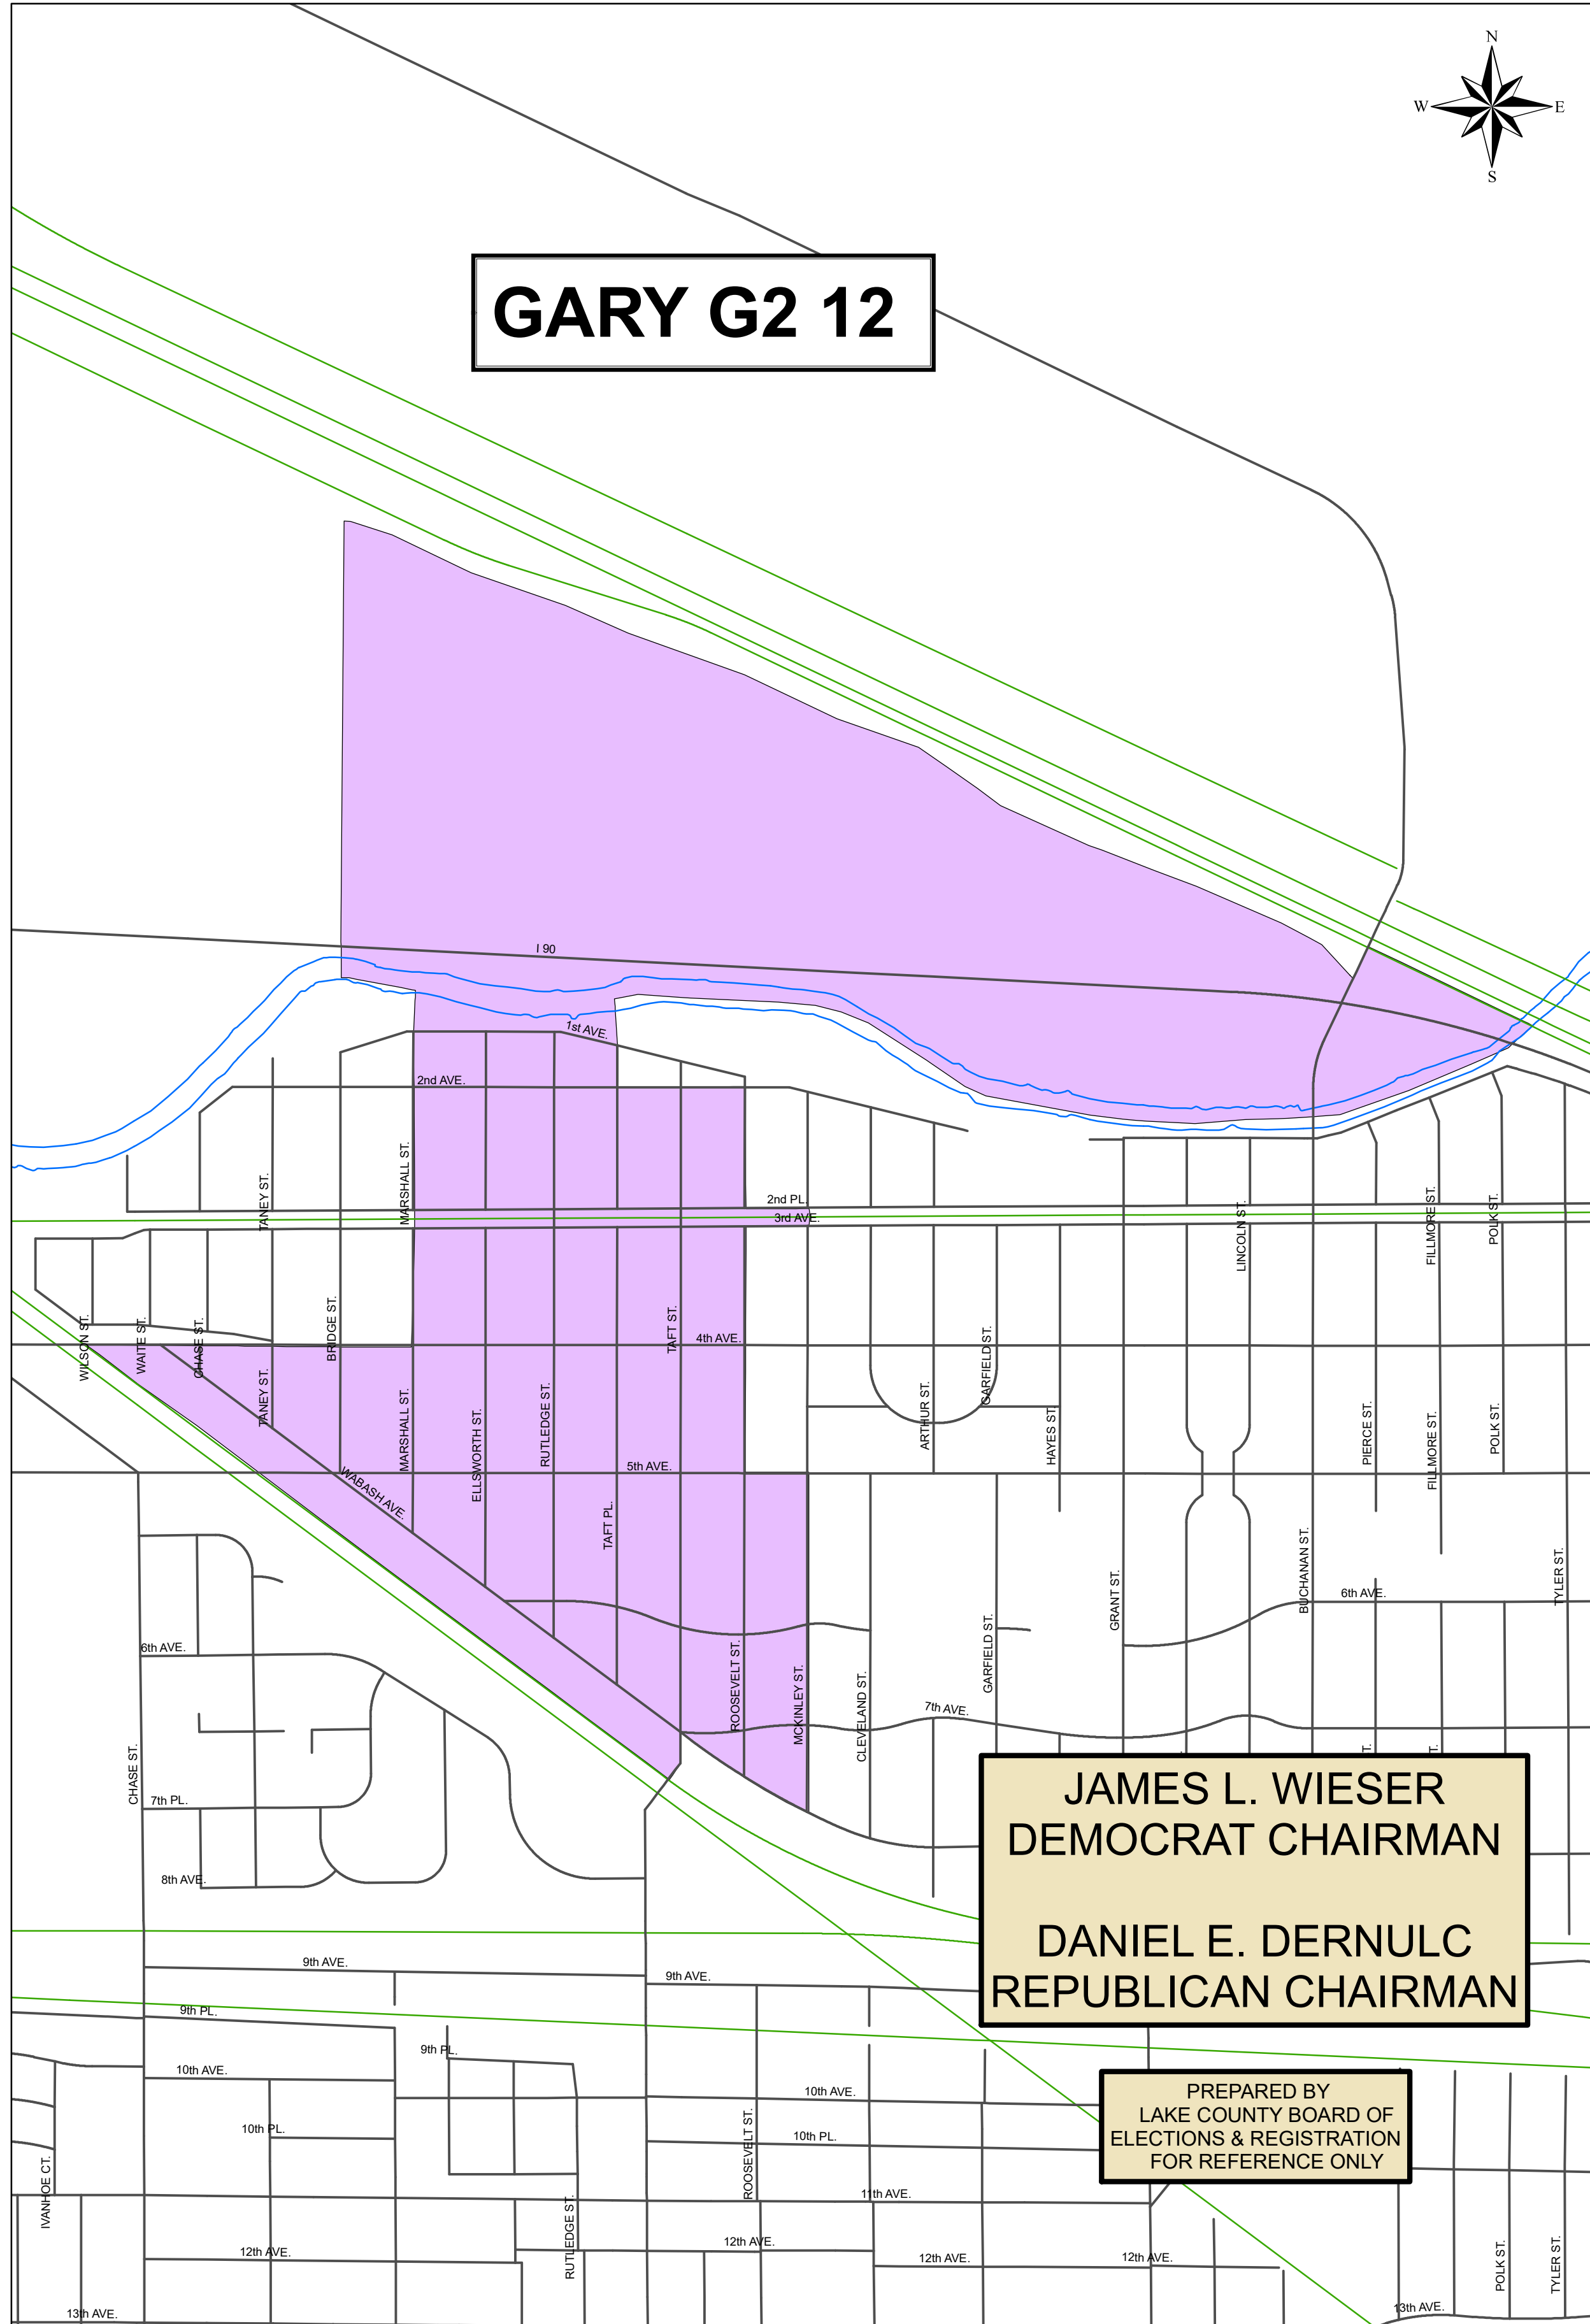 N
W E
S
GARY G2 12
I 90
1st AVE.
2nd AVE.
TANEY ST.
MARSHALL ST.
2nd PL.
3rd AVE.
LINCOLN ST.
FILLMORE ST.
POLK ST.
WILSON ST.
WAITE ST.
CHASE ST.
BRIDGE ST.
TAFT ST.
4th AVE.
GARFIELD ST.
TANEY ST.
MARSHALL ST.
ELLSWORTH ST.
RUTLEDGE ST.
ARTHUR ST.
HAYES ST.
PIERCE ST.
FILLMORE ST.
POLK ST.
5th AVE.
WABASH AVE.
TAFT PL.
GRANT ST.
BUCHANAN ST.
6th AVE.
TYLER ST.
6th AVE.
ROOSEVELT ST.
MCKINLEY ST.
CLEVELAND ST.
GARFIELD ST.
7th AVE.
CHASE ST.
T.
T.
7th PL.
8th AVE.
JAMES L. WIESER
DEMOCRAT CHAIRMAN
DANIEL E. DERNULC
REPUBLICAN CHAIRMAN
9th AVE.
9th AVE.
9th PL.
9th PL.
10th AVE.
10th AVE.
10th PL.
10th PL.
ROOSEVELT ST.
PREPARED BY
LAKE COUNTY BOARD OF
ELECTIONS & REGISTRATION
FOR REFERENCE ONLY
IVANHOE CT.
11th AVE.
RUTLEDGE ST.
12th AVE.
12th AVE.
12th AVE.
12th AVE.
POLK ST.
TYLER ST.
13th AVE.
13th AVE.